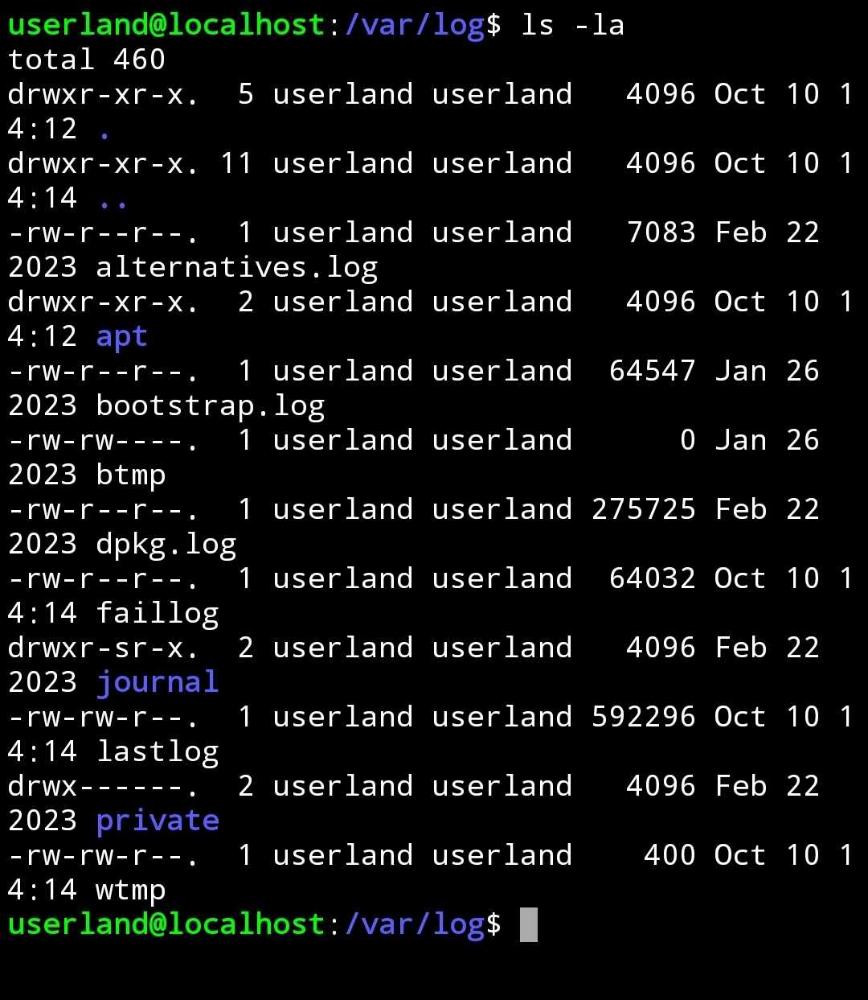 userland@localhost:/var/log$ ls -la
total 460
drwxr-xr-x.  5 userland userland   4096 Oct 10 1
4:12 .
drwxr-xr-x. 11 userland userland   4096 Oct 10 1
4:14 ..
-rw-r--r--.  1 userland userland   7083 Feb 22
2023 alternatives.log
drwxr-xr-x.  2 userland userland   4096 Oct 10 1
4:12 apt
-rw-r--r--.  1 userland userland  64547 Jan 26
2023 bootstrap.log
-rw-rw----.  1 userland userland      0 Jan 26
2023 btmp
-rw-r--r--.  1 userland userland 275725 Feb 22
2023 dpkg.log
-rw-r--r--.  1 userland userland  64032 Oct 10 1
4:14 faillog
drwxr-sr-x.  2 userland userland   4096 Feb 22
2023 journal
-rw-rw-r--.  1 userland userland 592296 Oct 10 1
4:14 lastlog
drwx------.  2 userland userland   4096 Feb 22
2023 private
-rw-rw-r--.  1 userland userland    400 Oct 10 1
4:14 wtmp
userland@localhost:/var/log$